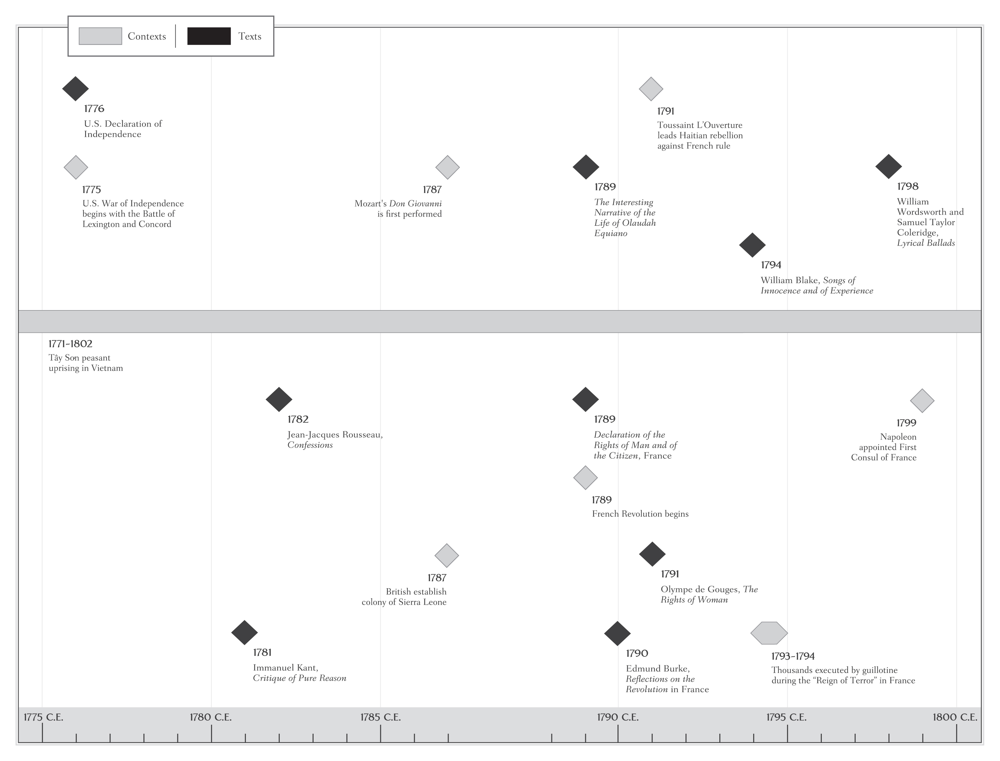 Contexts
Texts
1776
U.S. Declaration of
Independence
1775
U.S. War of Independence
begins with the Battle of
Lexington and Concord
1787
Mozart's Don Giovanni
is first performed
1789
The Interesting
Narrative of the
Life of Olaudah
Equiano
1791
Toussaint L’Ouverture
leads Haitian rebellion
against French rule
1794
William Blake, Songs of
Innocence and of Experience
1798
William
Wordsworth and
Samuel Taylor
Coleridge,
Lyrical Ballads
1771–1802
Tây Sơn peasant
uprising in Vietnam
1782
Jean-Jacques Rousseau,
Confessions
1789
Declaration of the
Rights of Man and of
the Citizen, France
1789
French Revolution begins
1799
Napoleon
appointed First
Consul of France
1787
British establish
colony of Sierra Leone
1791
Olympe de Gouges, The
Rights of Woman
1781
Immanuel Kant,
Critique of Pure Reason
1790
Edmund Burke,
Reflections on the
Revolution in France
1793–1794
Thousands executed by guillotine
during the “Reign of Terror” in France
1775 C.E.
1780 C.E.
1785 C.E.
1790 C.E.
1795 C.E.
1800 C.E.